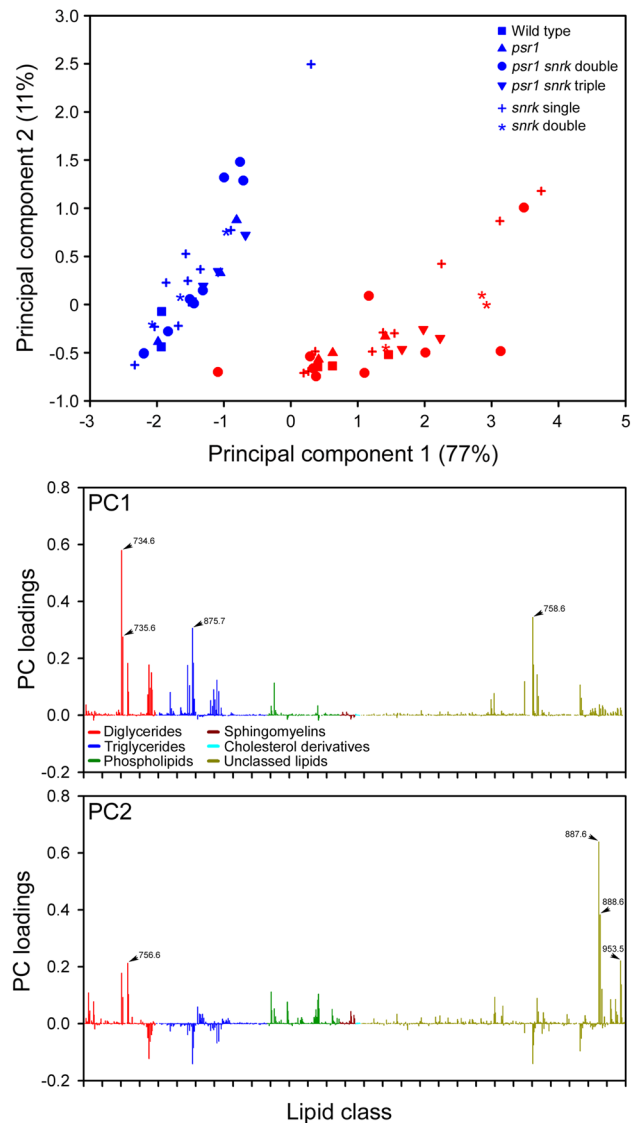 3.0
2.5
2.0
1.5
1.0
0.5
0
-0.5
-1.0
Principal component 2 (11%)
Wild type
psr1
psr1 snrk double
psr1 snrk triple
snrk single
snrk double
-3 -2 -1 0 1 2 3 4 5
Principal component 1 (77%)
PC1
0.8
0.6
0.4
0.2
0.0
-0.2
PC loadings
734.6
735.6
875.7
758.6
Diglycerides
Triglycerides
Phospholipids
Sphingomyelins
Cholesterol derivatives
Unclassed lipids
PC2
0.8
0.6
0.4
0.2
0.0
-0.2
PC loadings
756.6
887.6
888.6
953.5
Lipid class